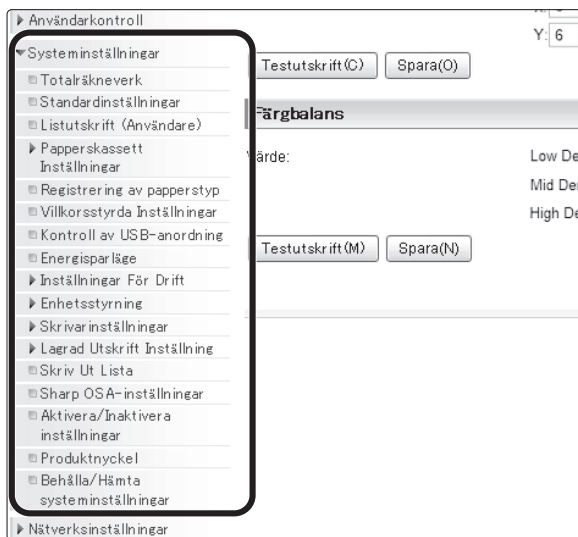 Användarkontroll
Systeminställningar
Totalräkneverk
Standardinställningar
Listutskrift (Användare)
Papperskassett
Inställningar
Registrering av papperstyp
Villkorsstyrda Inställningar
Kontroll av USB-anordning
Energisparläge
Inställningar För Drift
Enhetsstyrning
Skrivarinställningar
Lagrad Utskrift Inställning
Skriv Ut Lista
Sharp OSA-inställningar
Aktivera/Inaktivera
inställningar
Produktnyckel
Behålla/Hämta
systeminställningar
Nätverksinställningar
Y: 6
Testutskrift(C) Spara(O)
Färgbalans
Värde:
Low De
Mid De
High De
Testutskrift(M) Spara(N)